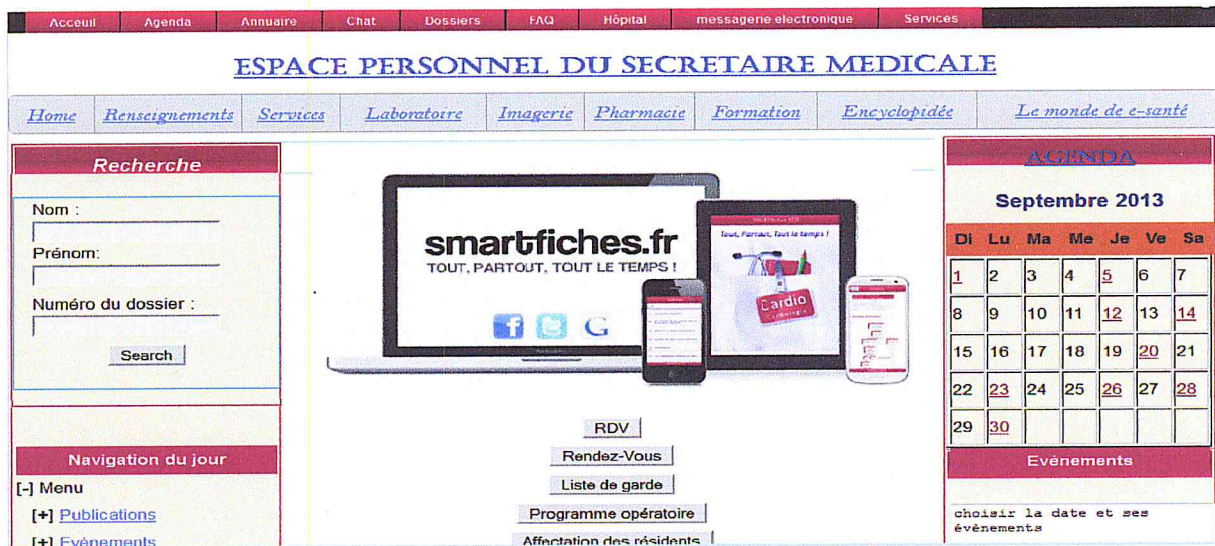 Acceuil Agenda Annuaire Chat Dossiers FAQ Hôpital messagerie electronique Services
ESPACE PERSONNEL DU SECRETAIRE MEDICALE
Home Renseignements Services Laboratoire Imagerie Pharmacie Formation Encyclopidée Le monde de e-santé
Recherche
Nom :
Prénom:
Numéro du dossier :
Search
Navigation du jour
[-] Menu
[+] Publications
[+] Evénements
smartfiches.fr
TOUT, PARTOUT, TOUT LE TEMPS !
f t G
Tout, Partout, Tout le temps !
Cardio
RDV
Rendez-Vous
Liste de garde
Programme opératoire
Affectation des résidents
AGENDA
Septembre 2013
Di Lu Ma Me Je Ve Sa
1 2 3 4 5 6 7
8 9 10 11 12 13 14
15 16 17 18 19 20 21
22 23 24 25 26 27 28
29 30
Evènements
choisir la date et ses
évènements